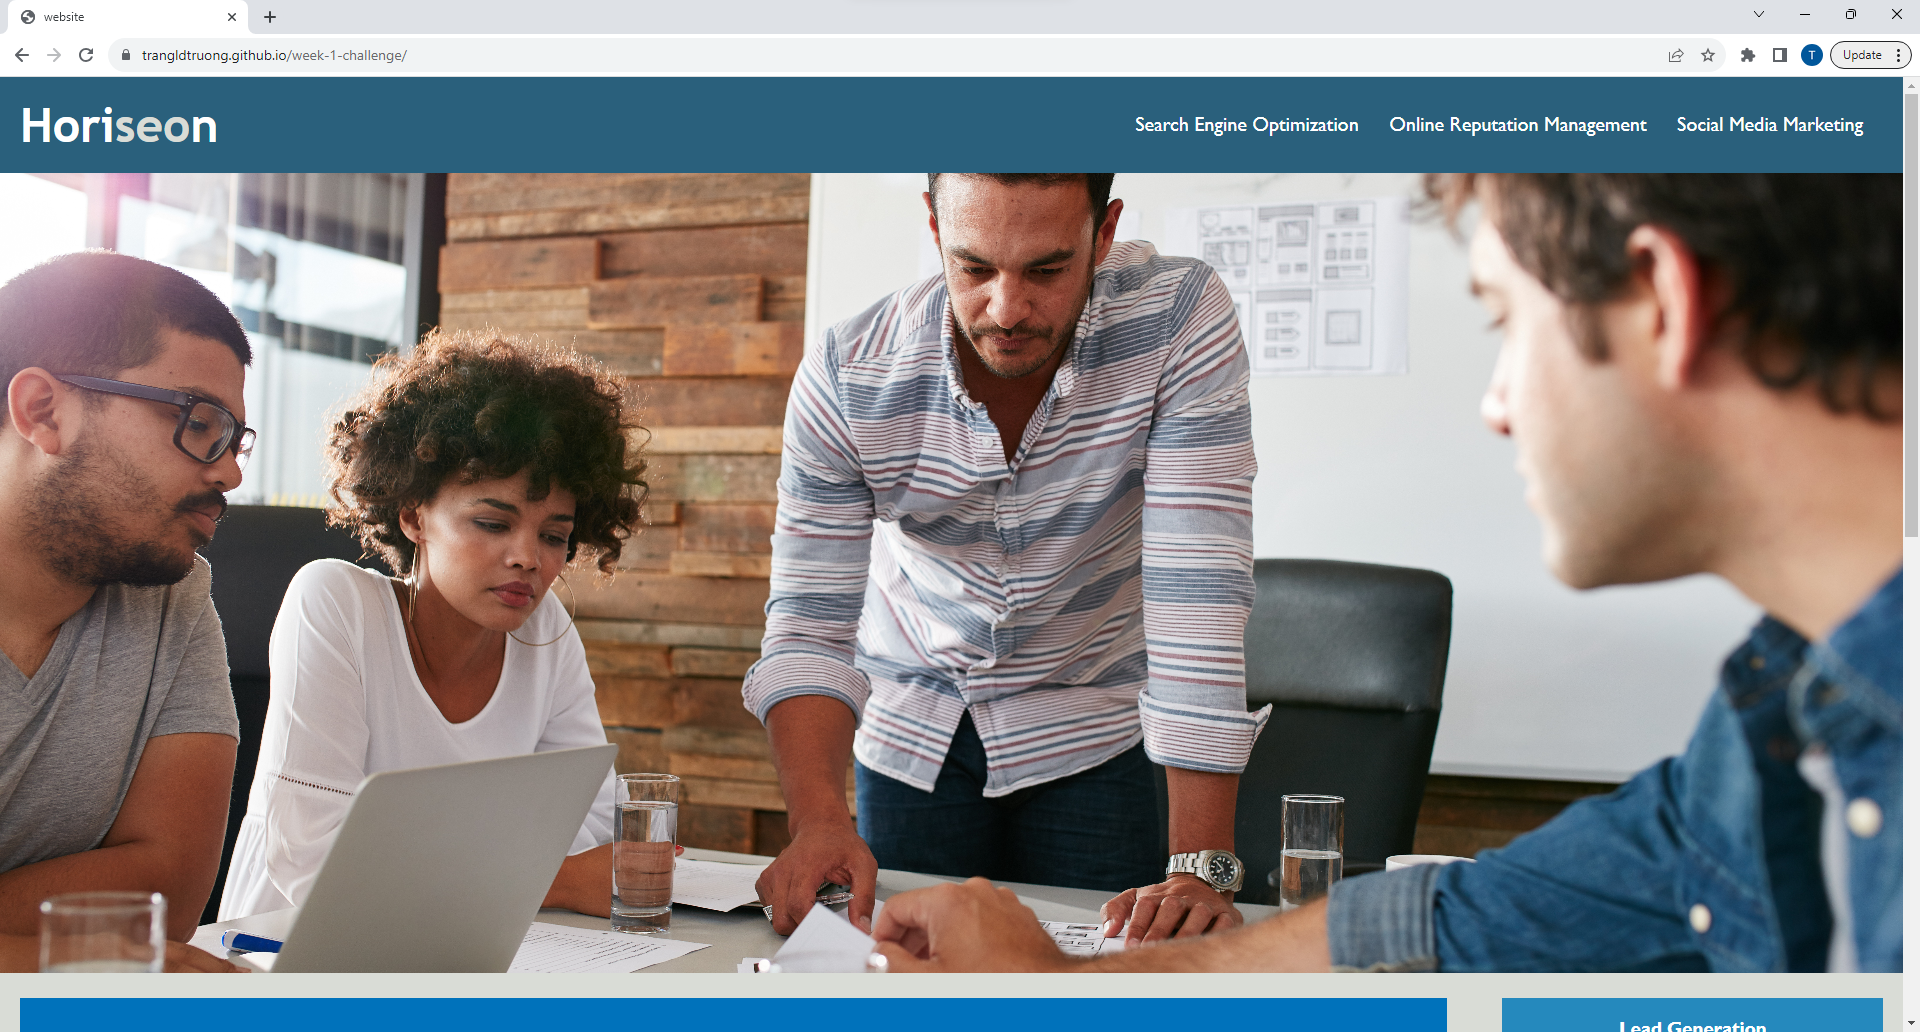 website
trangldtruong.github.io/week-1-challenge/
T
Update
Horiseon
Search Engine Optimization
Online Reputation Management
Social Media Marketing
Lead Generation